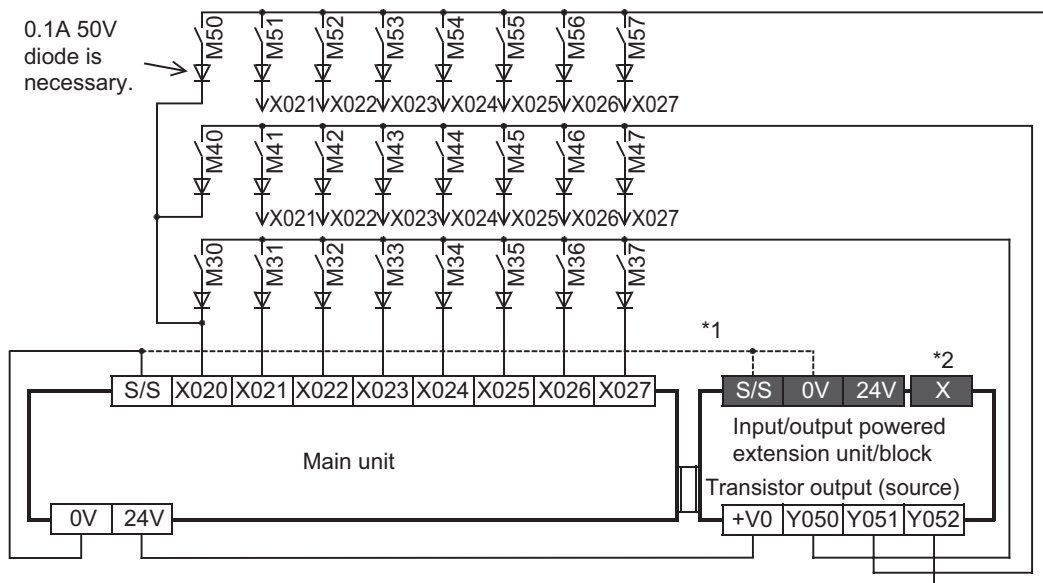 0.1A 50V
diode is
necessary.
M50 M51 M52 M53 M54 M55 M56 M57
X021 X022 X023 X024 X025 X026 X027
M40 M41 M42 M43 M44 M45 M46 M47
X021 X022 X023 X024 X025 X026 X027
M30 M31 M32 M33 M34 M35 M36 M37
*1
*2
S/S X020 X021 X022 X023 X024 X025 X026 X027
S/S 0V 24V X
Main unit
Input/output powered
extension unit/block
Transistor output (source)
0V 24V
+V0 Y050 Y051 Y052